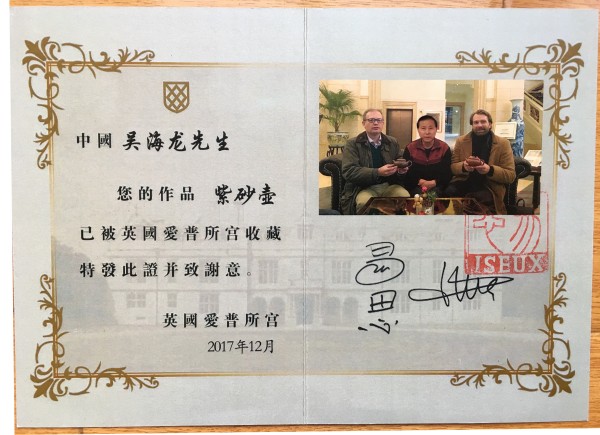 中國 吴海龙先生
您的作品 紫砂壶
已被英國愛普所宫收藏
特發此證并致謝意。
英國愛普所宫
2017年12月
JSEUX